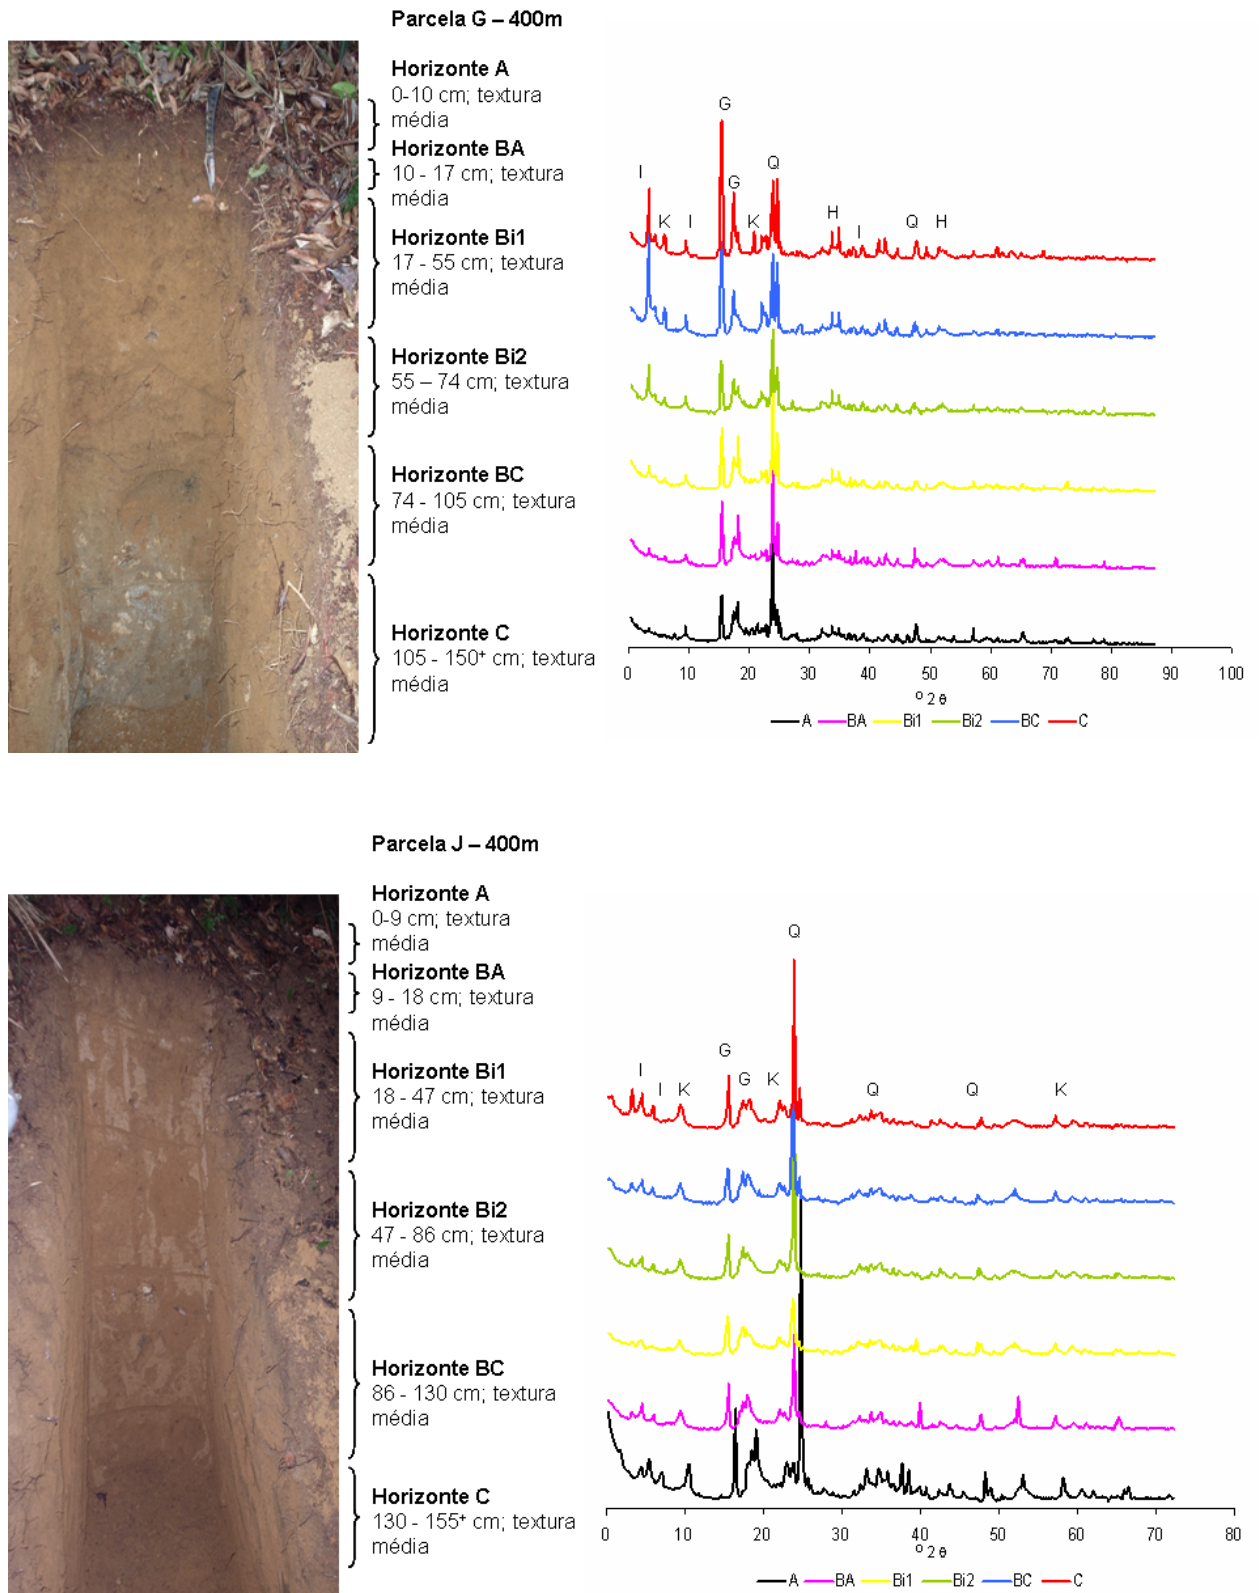 Parcela G – 400m
Horizonte A
0-10 cm; textura
média
Horizonte BA
10 - 17 cm; textura
média
Horizonte Bi1
17 - 55 cm; textura
média
Horizonte Bi2
55 – 74 cm; textura
média
Horizonte BC
74 - 105 cm; textura
média
Horizonte C
105 - 150+ cm; textura
média
G
Q
I
G
K I K H I Q H
0 10 20 30 40 50 60 70 80 90 100
º 2 θ
A BA Bi1 Bi2 BC C
Parcela J – 400m
Horizonte A
0-9 cm; textura
média
Horizonte BA
9 - 18 cm; textura
média
Horizonte Bi1
18 - 47 cm; textura
média
Horizonte Bi2
47 - 86 cm; textura
média
Horizonte BC
86 - 130 cm; textura
média
Horizonte C
130 - 155+ cm; textura
média
Q
G
I G K
I K Q Q K
0 10 20 30 40 50 60 70 80
º 2 θ
A BA Bi1 Bi2 BC C